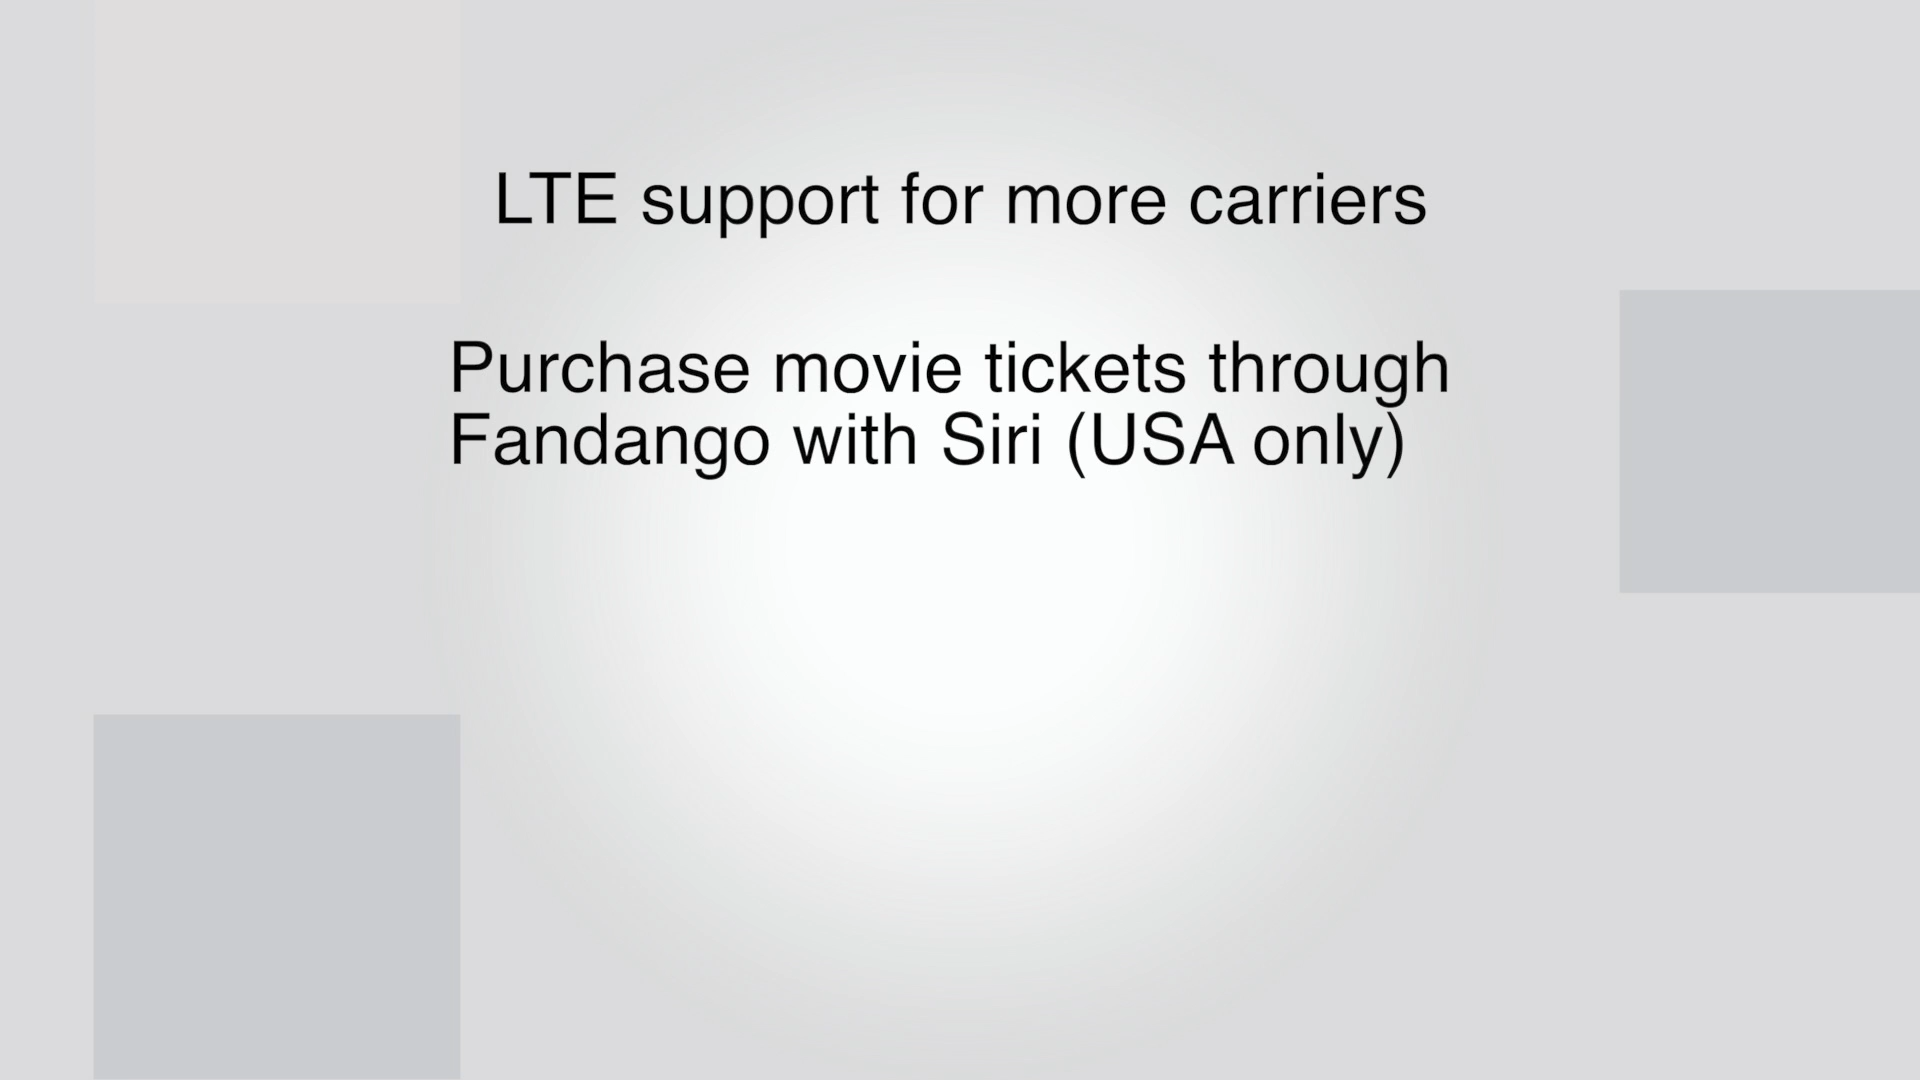 LTE support for more carriers
Purchase movie tickets through
Fandango with Siri (USA only)